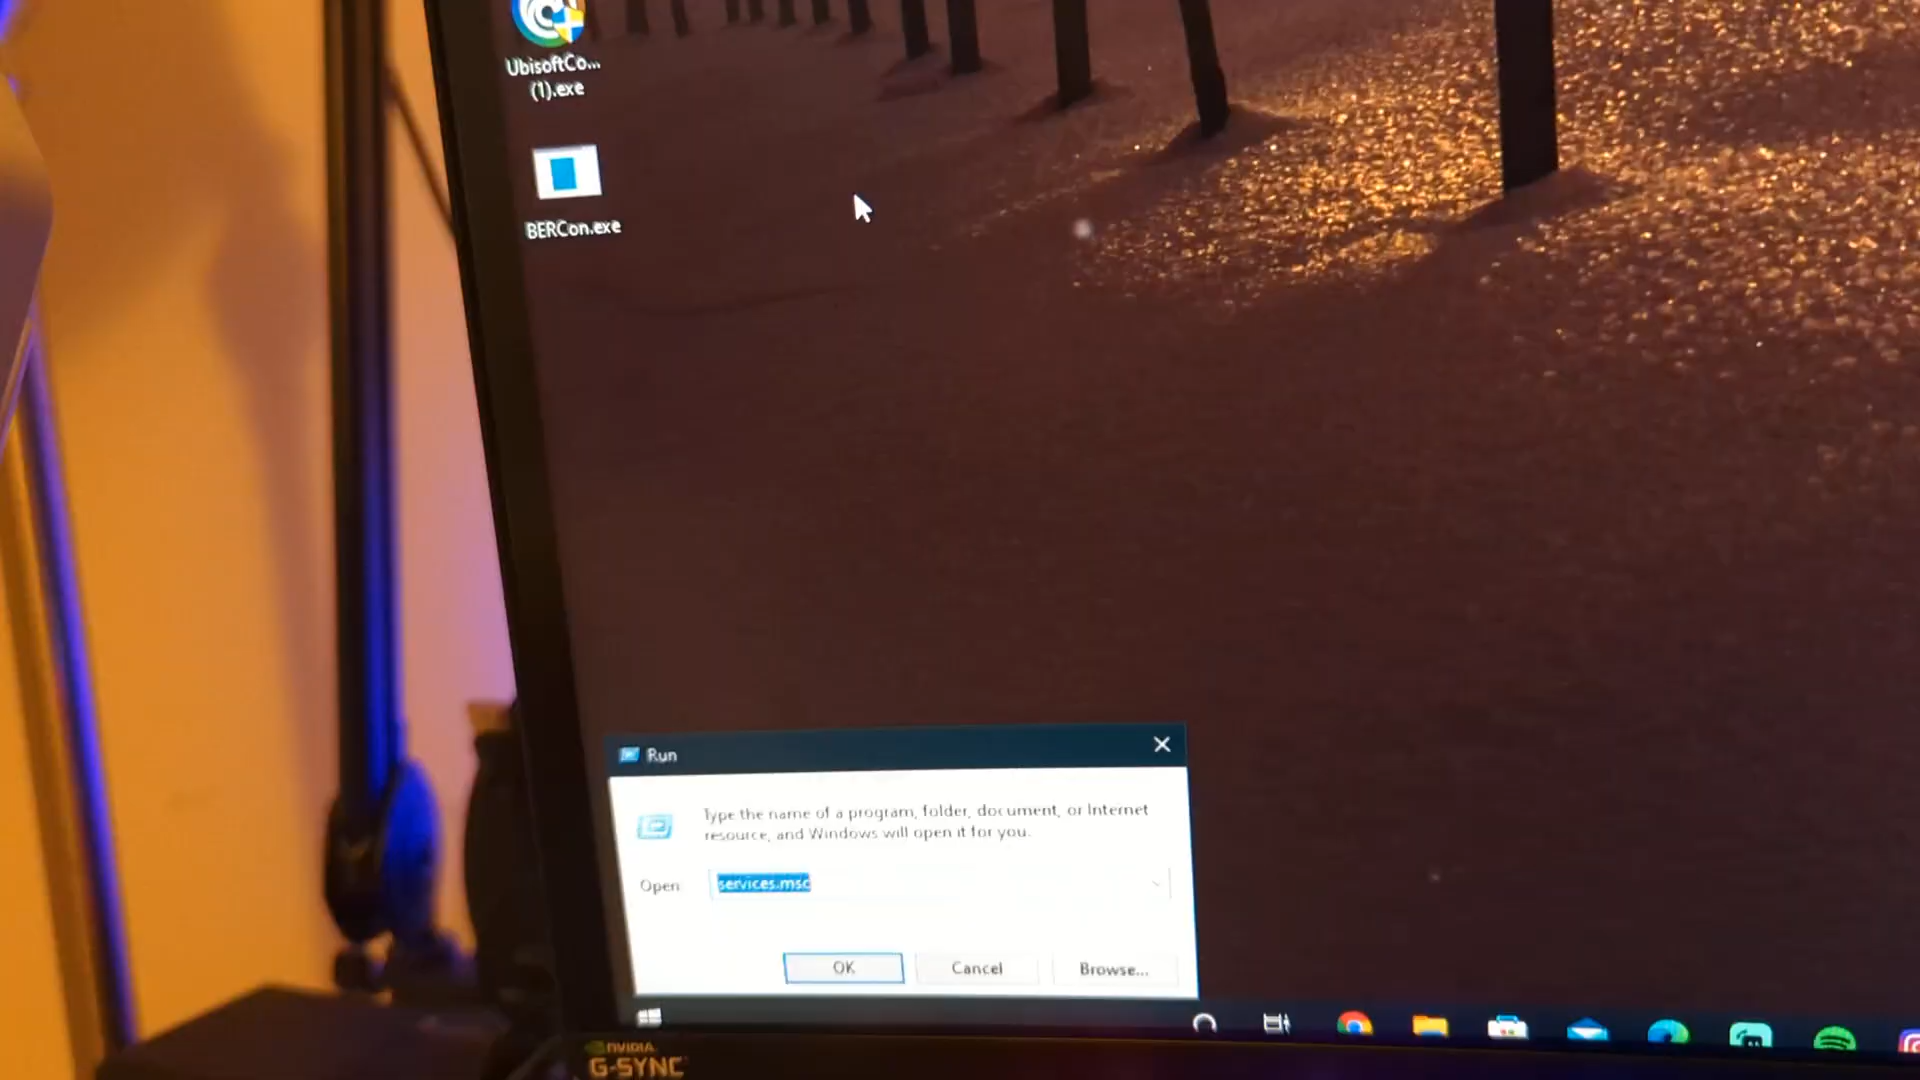 UbisoftCo...
(1).exe
BERCon.exe
Run
Type the name of a program, folder, document, or Internet
resource, and Windows will open it for you.
Open
services.msc
OK
Cancel
Browse...
NVIDIA
G-SYNC